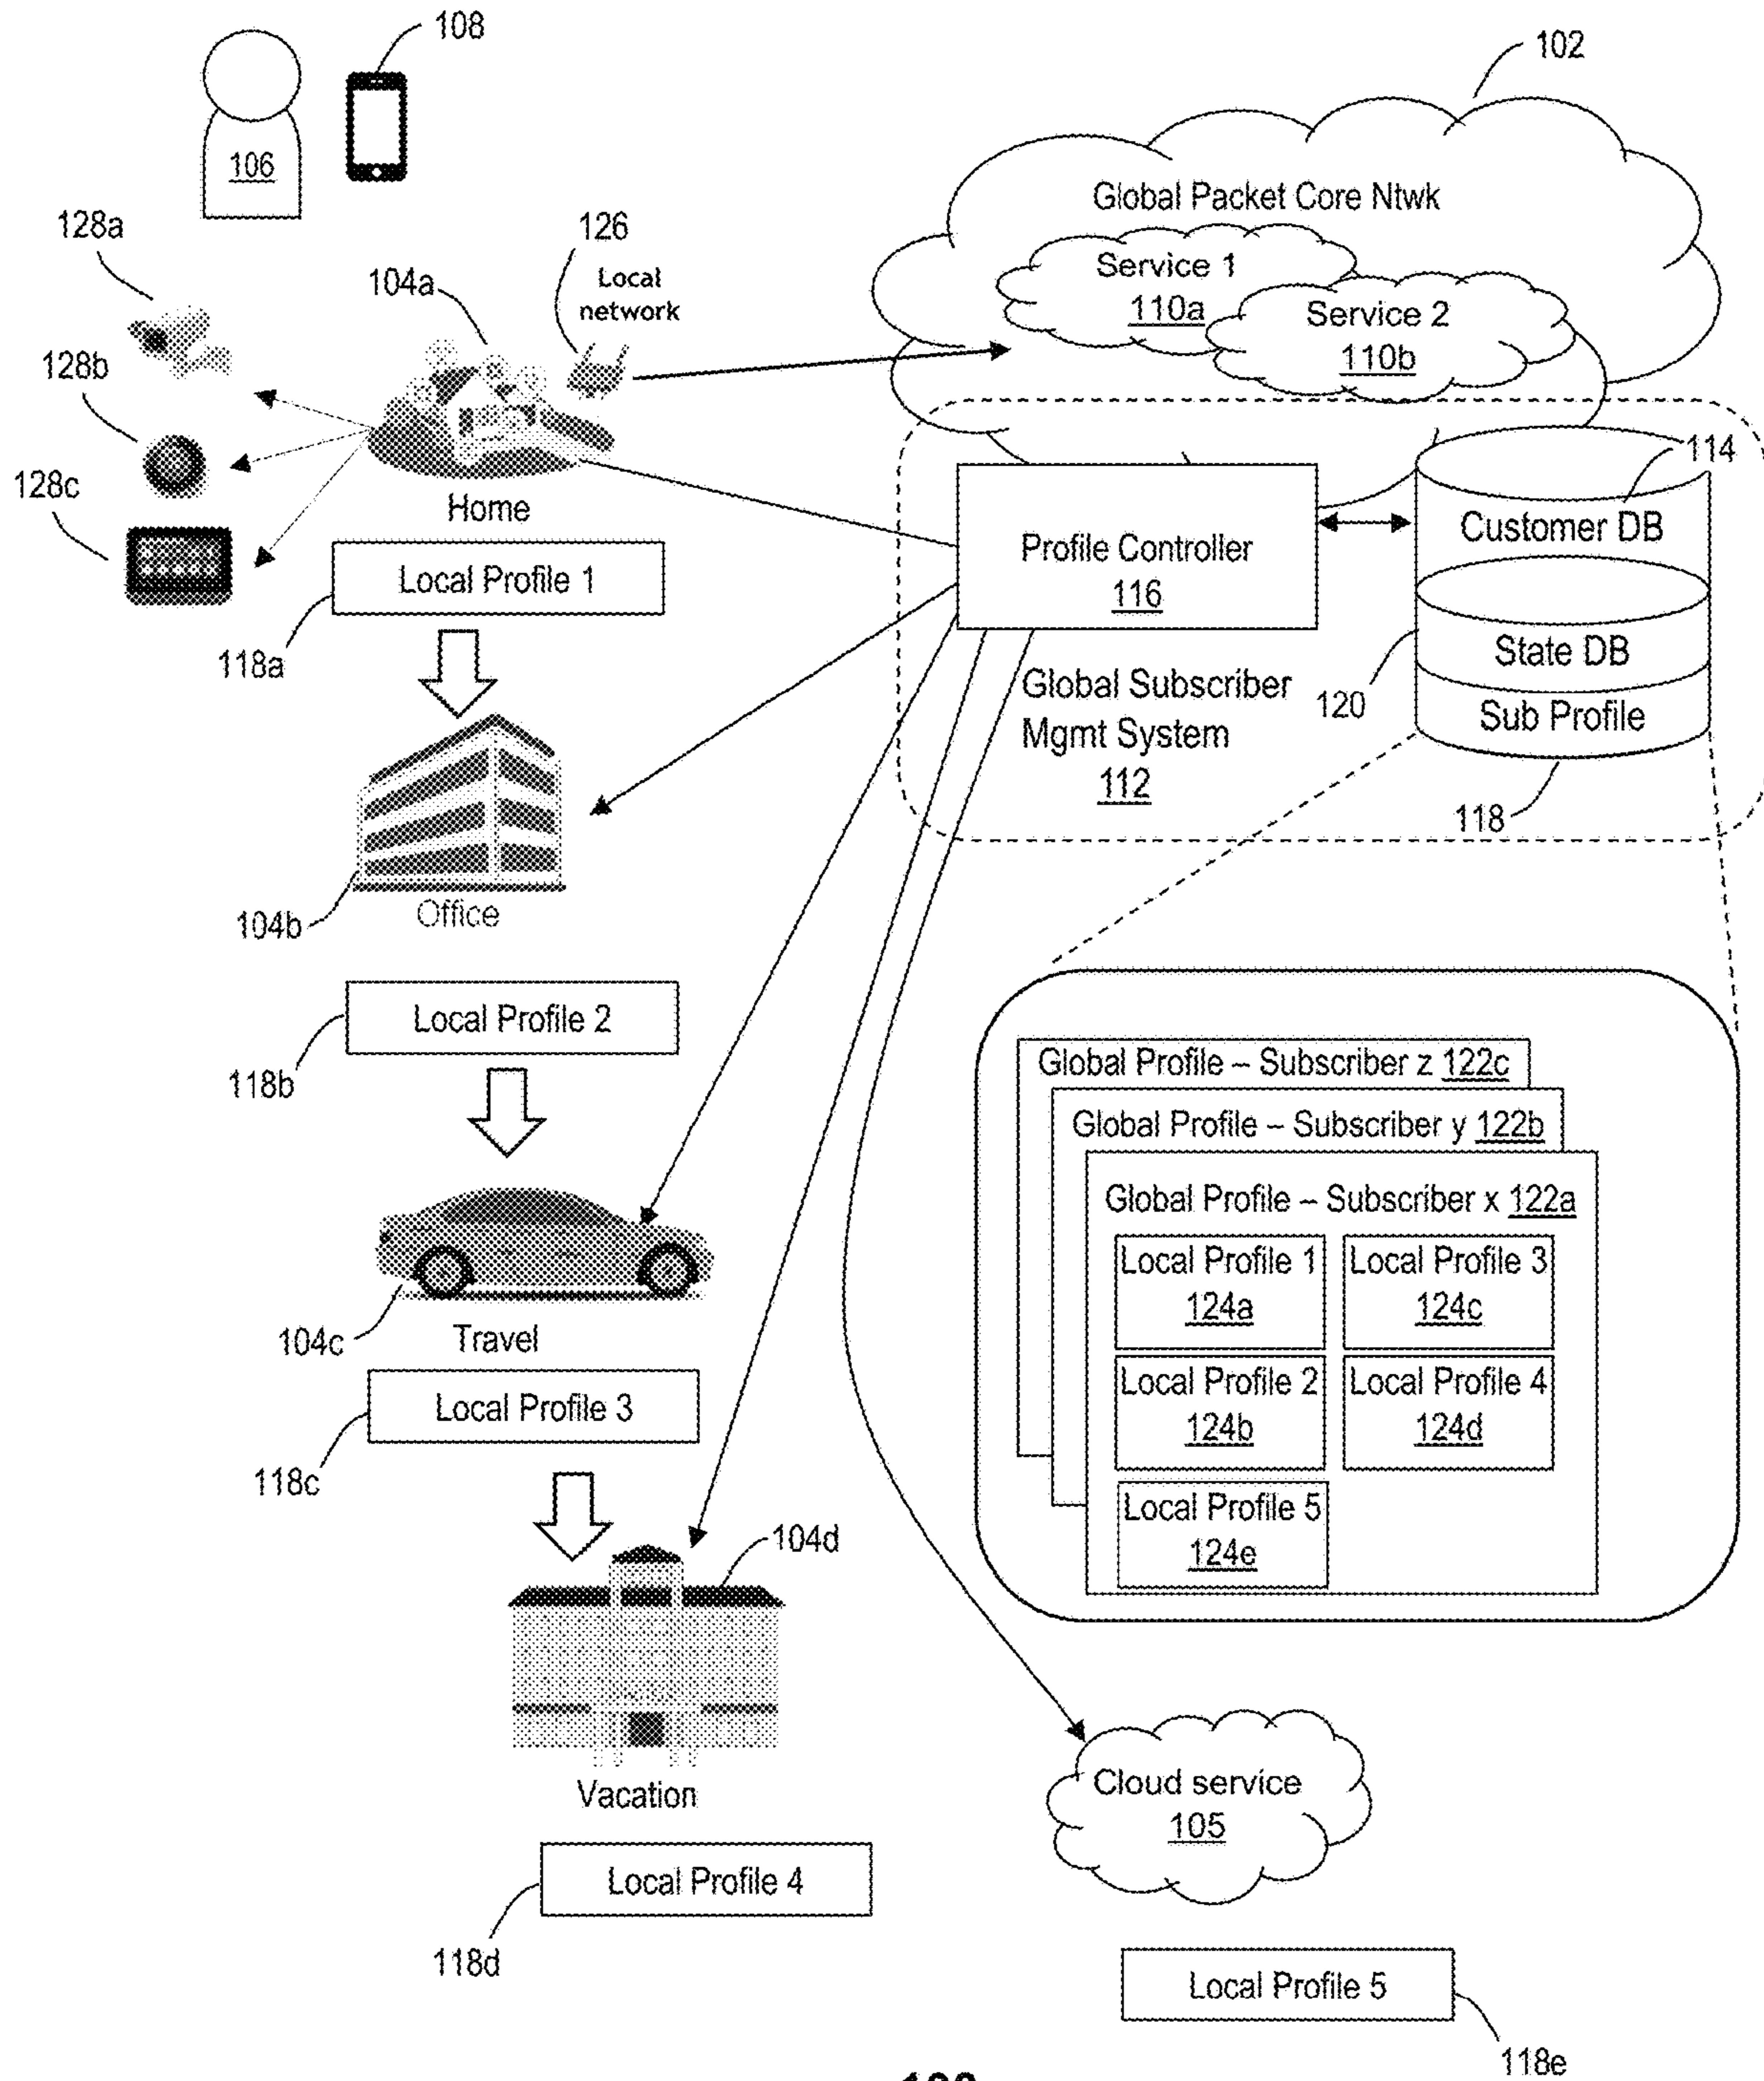 108
102
106
Global Packet Core Ntwk
128a
126
Service 1
110a
104a
Local
network
Service 2
110b
128b
114
128c
Home
Customer DB
Profile Controller
116
Local Profile 1
118a
State DB
Global Subscriber
Mgmt System
112
120
Sub Profile
118
104b
Office
Local Profile 2
118b
Global Profile – Subscriber z 122c
Global Profile – Subscriber y 122b
Global Profile – Subscriber x 122a
Local Profile 1
124a
Local Profile 3
124c
Local Profile 2
124b
Local Profile 4
124d
Local Profile 5
124e
104c
Travel
Local Profile 3
118c
104d
Vacation
Cloud service
105
Local Profile 4
118d
Local Profile 5
118e